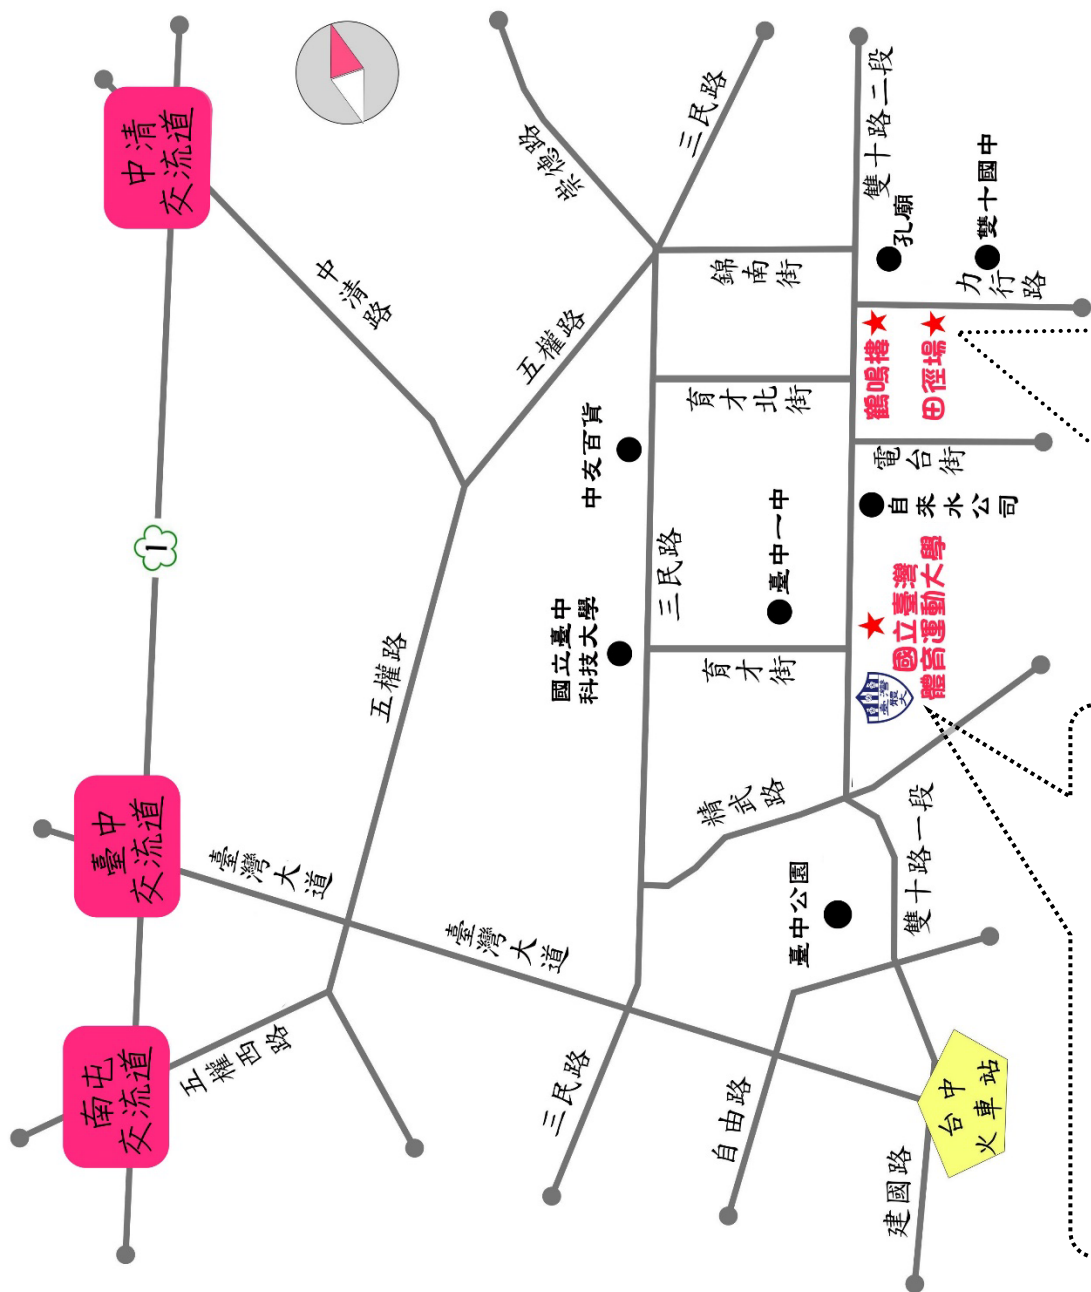 中清
交流道
中清路
崇德路
三民路
雙十路二段
孔廟
雙十國中
力行路
錦南街
五權路
育才北街
鶴鳴樓
田徑場
電台街
中友百貨
1
自來水公司
臺中一中
三民路
國立臺中
科技大學
五權路
育才街
國立臺灣
體育運動大學
臺灣
體大
精武路
雙十路一段
臺中公園
臺中
交流道
臺灣大道
臺灣大道
南屯
交流道
五權西路
三民路
自由路
建國路
台中
火車站